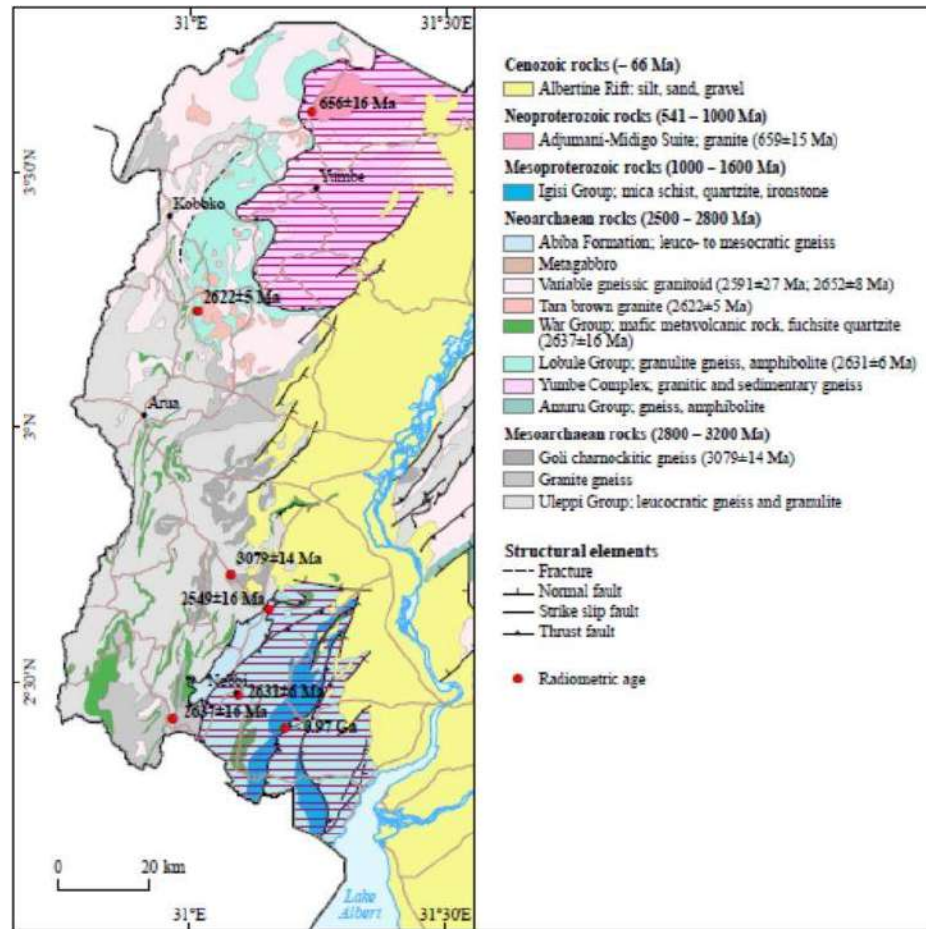 31°E
31°30'E
3°30'N
3°N
2°30'N
656±16 Ma
Yumbe
Koboko
2622±5 Ma
Arua
3079±14 Ma
2549±16 Ma
Nebbi
2631±6 Ma
2637±16 Ma
< 0.97 Ga
0 20 km
Lake
Albert
31°E
31°30'E
Cenozoic rocks (– 66 Ma)
Albertine Rift: silt, sand, gravel
Neoproterozoic rocks (541 – 1000 Ma)
Adjumani-Midigo Suite; granite (659±15 Ma)
Mesoproterozoic rocks (1000 – 1600 Ma)
Igisi Group; mica schist, quartzite, ironstone
Neoarchaean rocks (2500 – 2800 Ma)
Abiba Formation; leuco- to mesocratic gneiss
Metagabbro
Variable gneissic granitoid (2591±27 Ma; 2652±8 Ma)
Tara brown granite (2622±5 Ma)
War Group; mafic metavolcanic rock, fuchsite quartzite
(2637±16 Ma)
Lobule Group; granulite gneiss, amphibolite (2631±6 Ma)
Yumbe Complex, granitic and sedimentary gneiss
Amuru Group; gneiss, amphibolite
Mesoarchaean rocks (2800 – 3200 Ma)
Goli charnockitic gneiss (3079±14 Ma)
Granite gneiss
Uleppi Group; leucocratic gneiss and granulite
Structural elements
Fracture
Normal fault
Strike slip fault
Thrust fault
Radiometric age